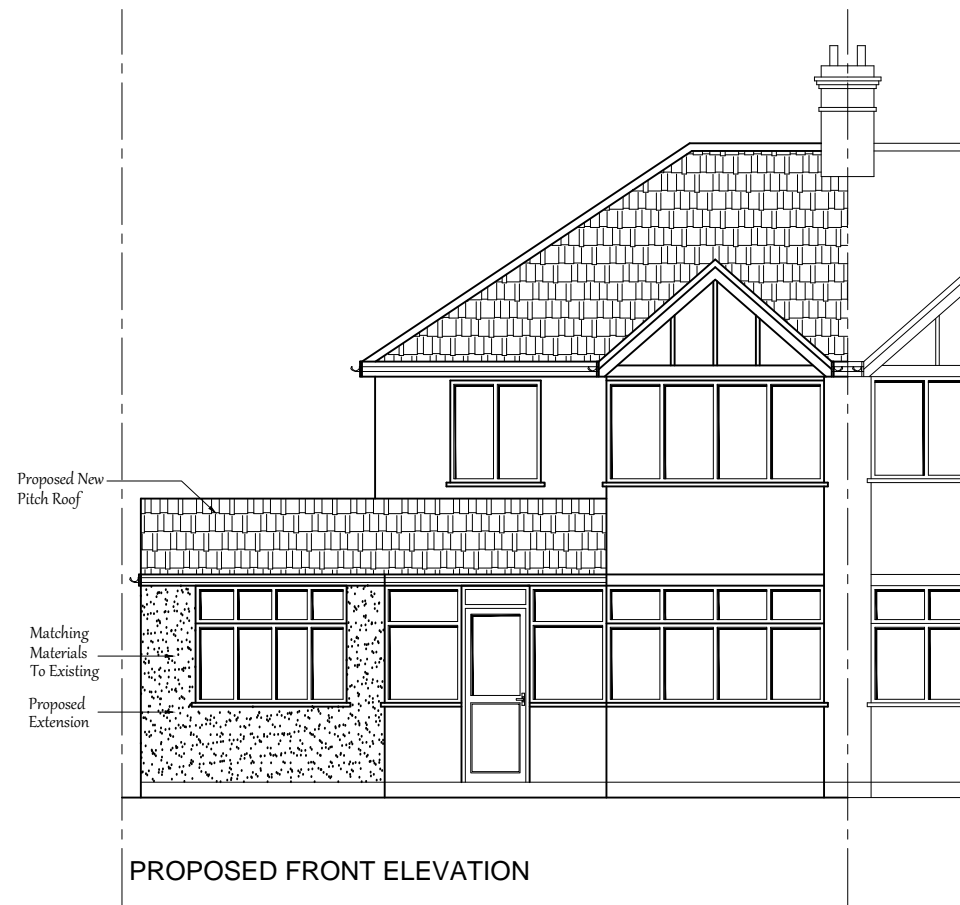 Proposed New
Pitch Roof
Matching
Materials
To Existing
Proposed
Extension
PROPOSED FRONT ELEVATION